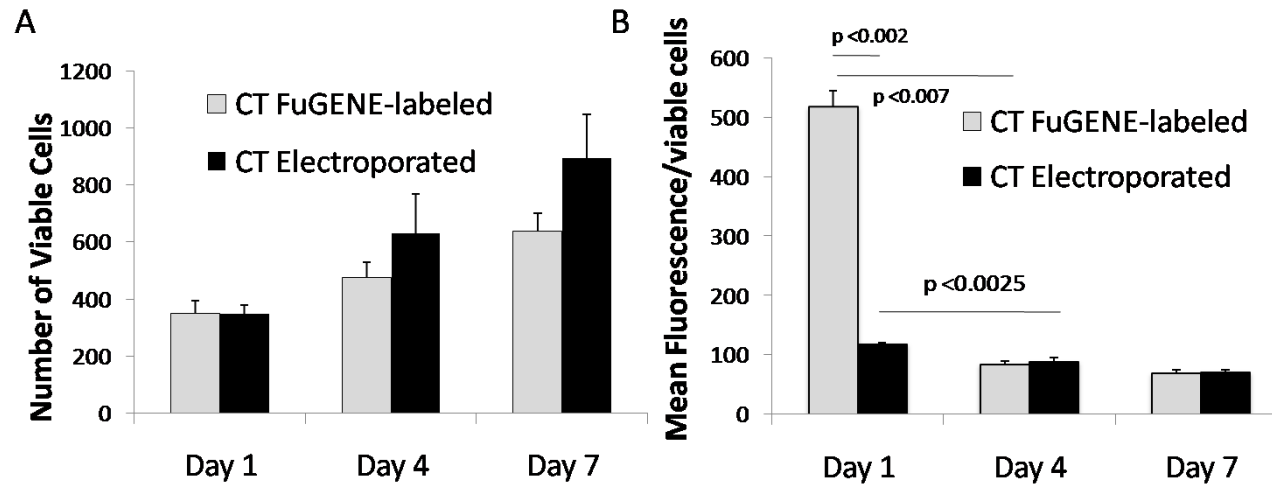 A
Number of Viable Cells
1200
1000
800
600
400
200
0
CT FuGENE-labeled
CT Electroporated
Day 1
Day 4
Day 7
B
Mean Fluorescence/viable cells
600
500
400
300
200
100
0
p <0.002
p <0.007
CT FuGENE-labeled
CT Electroporated
p <0.0025
Day 1
Day 4
Day 7